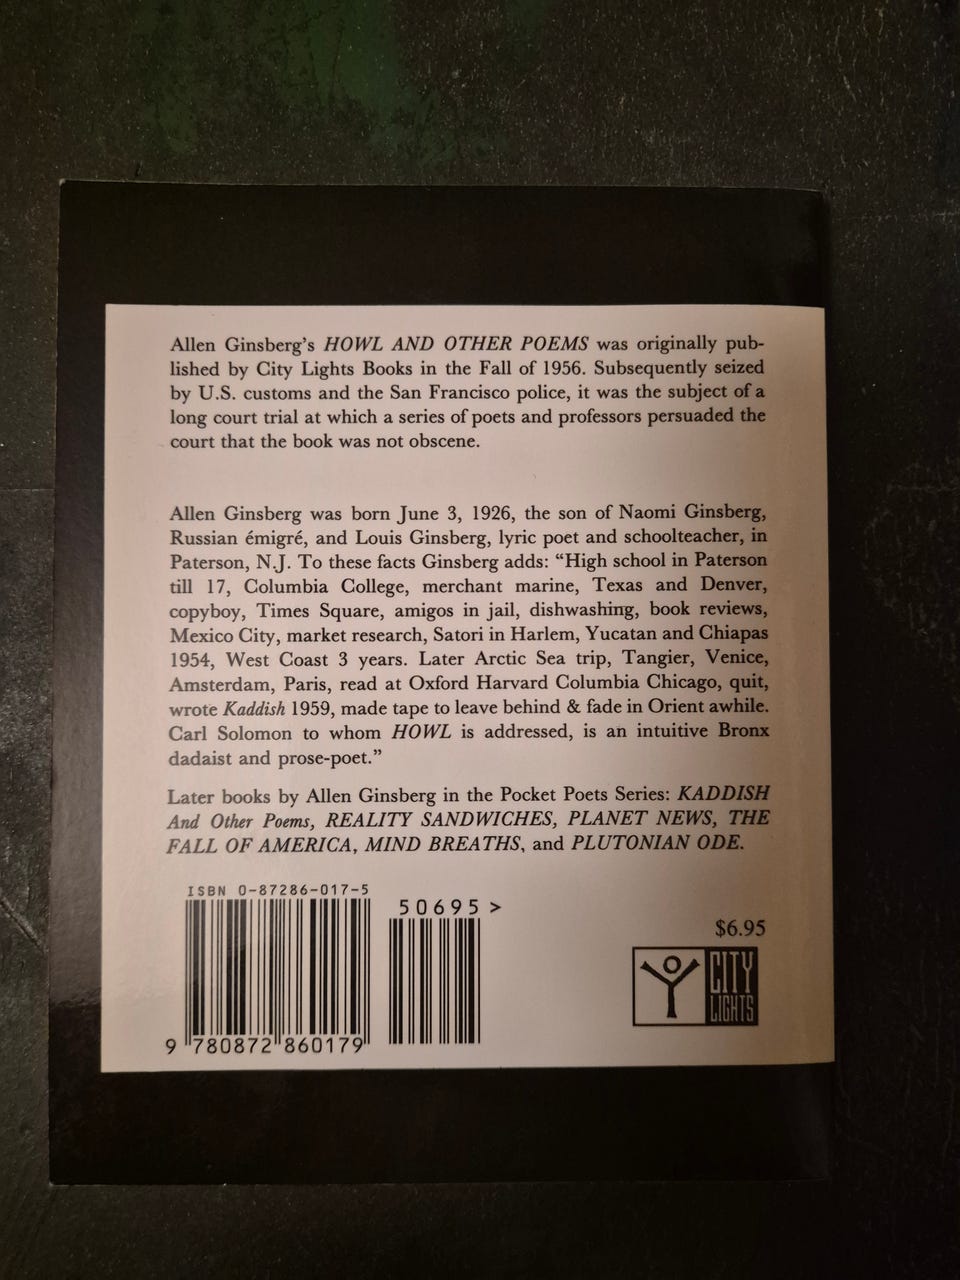 Allen Ginsberg's HOWL AND OTHER POEMS was originally pub-
lished by City Lights Books in the Fall of 1956. Subsequently seized
by U.S. customs and the San Francisco police, it was the subject of a
long court trial at which a series of poets and professors persuaded the
court that the book was not obscene.
Allen Ginsberg was born June 3, 1926, the son of Naomi Ginsberg,
Russian émigré, and Louis Ginsberg, lyric poet and schoolteacher, in
Paterson, N.J. To these facts Ginsberg adds: “High school in Paterson
till 17, Columbia College, merchant marine, Texas and Denver,
copyboy, Times Square, amigos in jail, dishwashing, book reviews,
Mexico City, market research, Satori in Harlem, Yucatan and Chiapas
1954, West Coast 3 years. Later Arctic Sea trip, Tangier, Venice,
Amsterdam, Paris, read at Oxford Harvard Columbia Chicago, quit,
wrote Kaddish 1959, made tape to leave behind & fade in Orient awhile.
Carl Solomon to whom HOWL is addressed, is an intuitive Bronx
dadaist and prose-poet.”
Later books by Allen Ginsberg in the Pocket Poets Series: KADDISH
And Other Poems, REALITY SANDWICHES, PLANET NEWS, THE
FALL OF AMERICA, MIND BREATHS, and PLUTONIAN ODE.
ISBN 0-87286-017-5
50695 >
9 780872 860179
$6.95
CITY
LIGHTS